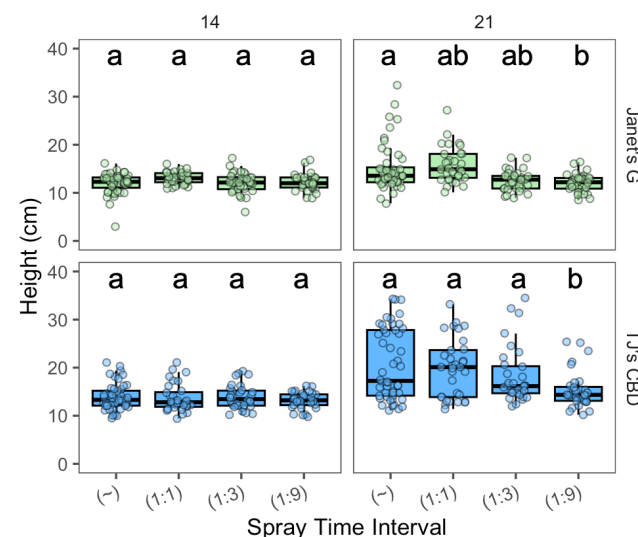 14 21
40 a a a a a ab ab b
30
20
10
0
Janet's G
Height (cm)
40 a a a a a a a b
30
20
10
0
TJ's CBD
(~) (1:1) (1:3) (1:9) (~) (1:1) (1:3) (1:9)
Spray Time Interval